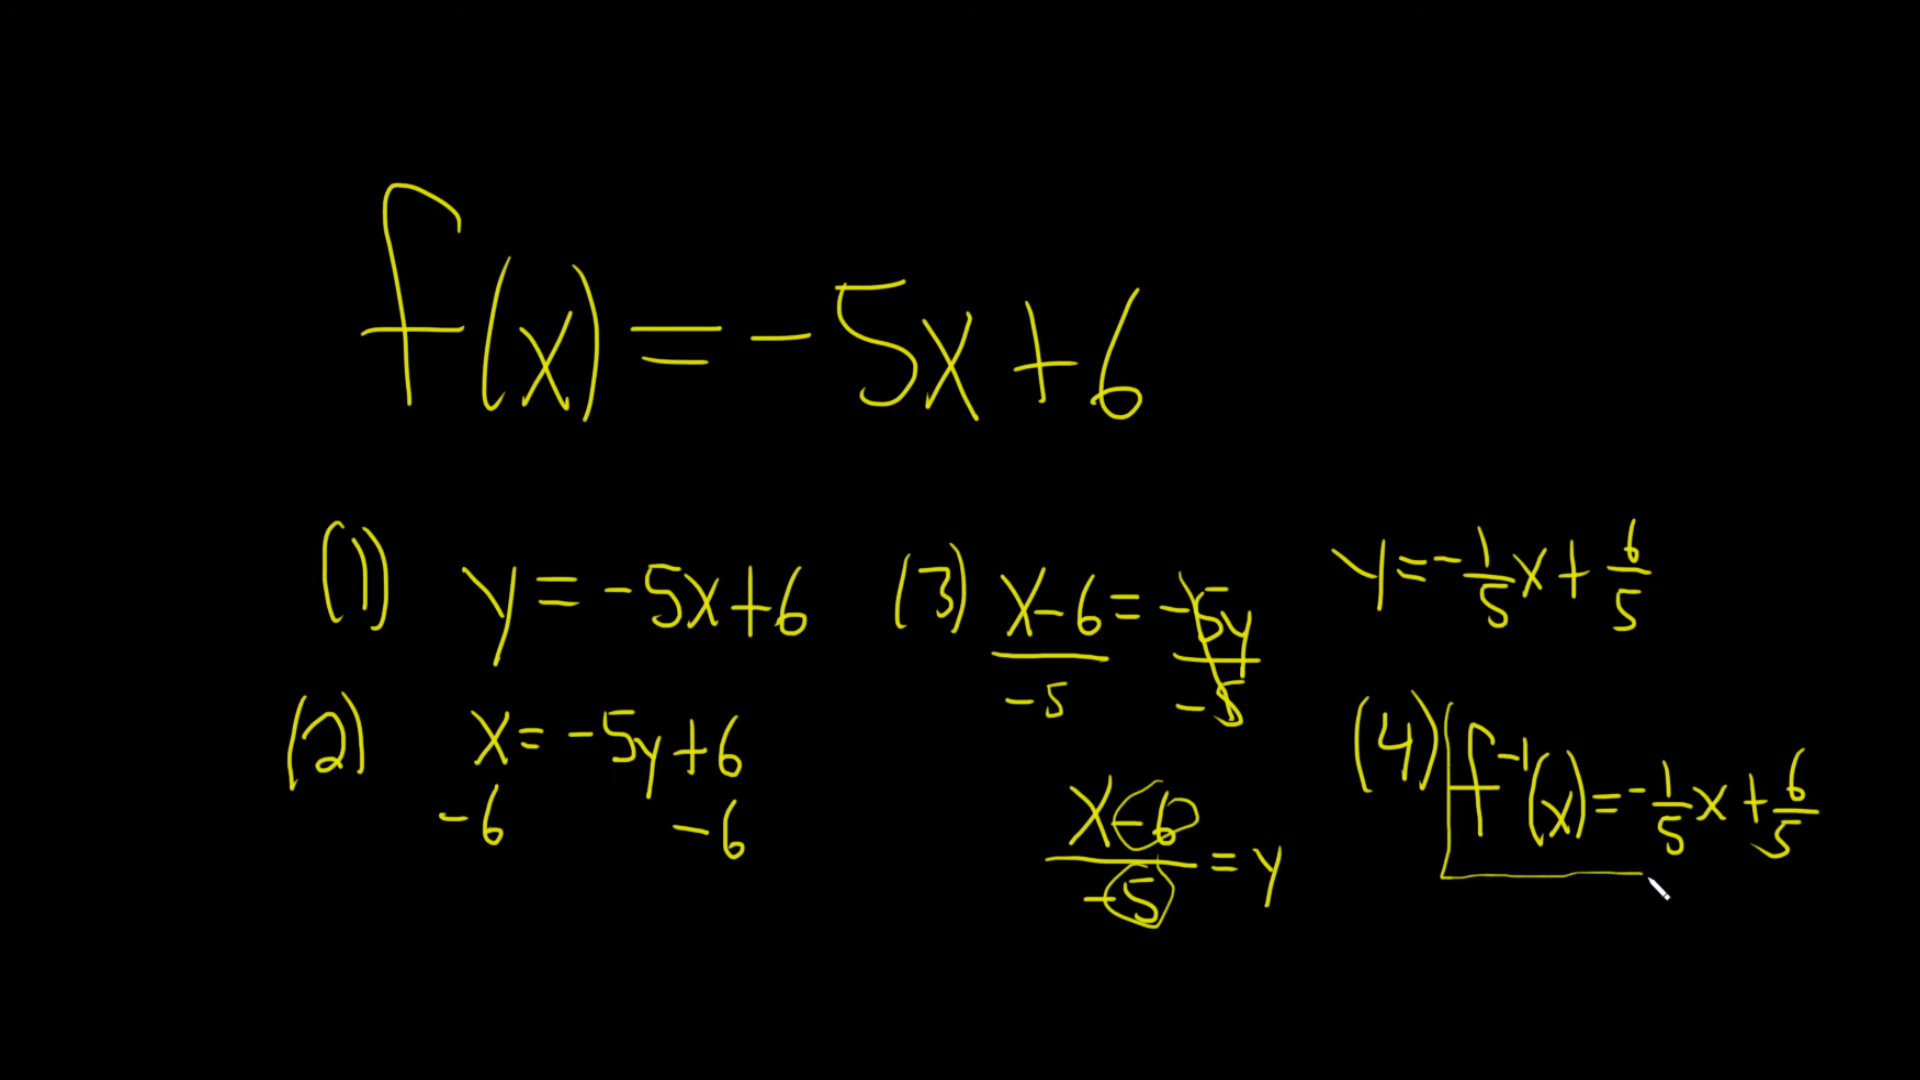 f(x) = -5x + 6
(1) y = -5x + 6
(2) x = -5y + 6
-6 -6
(3) x - 6 = -5y
-5 -5
x - 6
-5 = y
y = -1/5 x + 6/5
(4) f^-1(x) = -1/5 x + 6/5